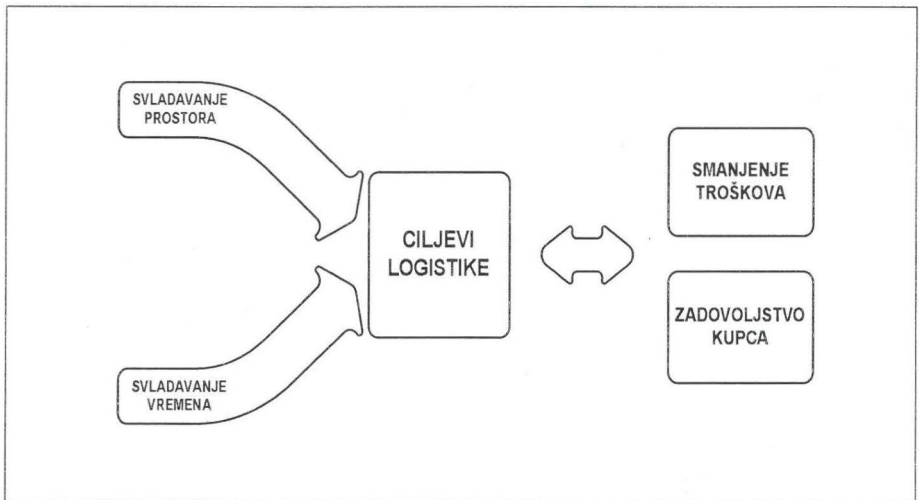 SVLADAVANJE
PROSTORA
CILJEVI
LOGISTIKE
SMANJENJE
TROŠKOVA
ZADOVOLJSTVO
KUPCA
SVLADAVANJE
VREMENA